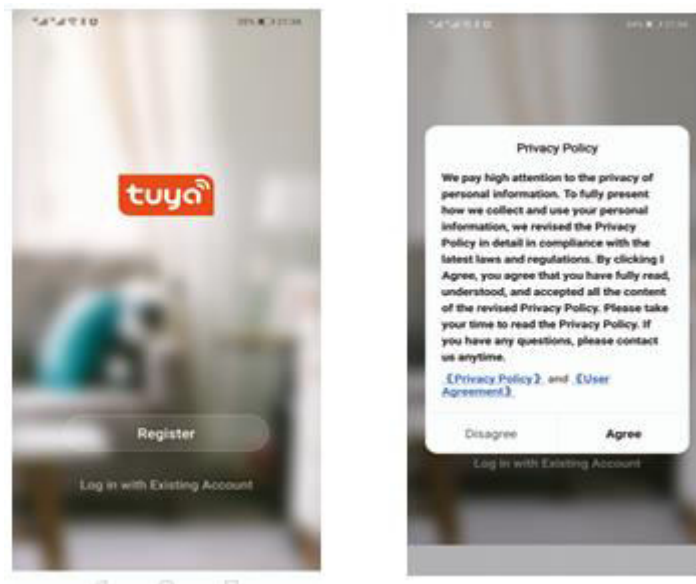 tuya
Register
Log in with Existing Account
Privacy Policy
We pay high attention to the privacy of
personal information. To fully present
how we collect and use your personal
information, we revised the Privacy
Policy in detail in compliance with the
latest laws and regulations. By clicking I
Agree, you agree that you have fully read,
understood, and accepted all the content
of the revised Privacy Policy. Please take
your time to read the Privacy Policy. If
you have any questions, please contact
us anytime.
《Privacy Policy》 and 《User
Agreement》
Disagree Agree
Log in with Existing Account